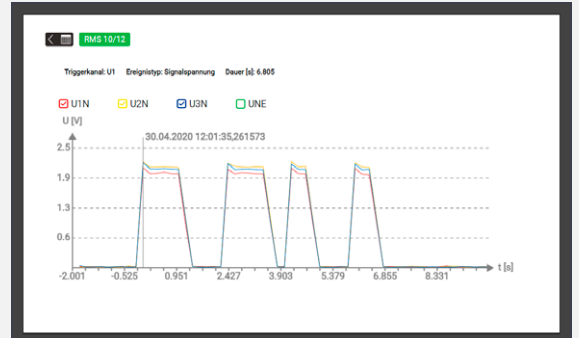 RMS 10/12
Triggerkanal: U1 Ereignistyp: Signalspannung Dauer [s]: 6.805
U1N U2N U3N UNE
U [V]
30.04.2020 12:01:35,261573
2.5
1.9
1.3
0.6
-2.001 -0.525 0.951 2.427 3.903 5.379 6.855 8.331 t [s]